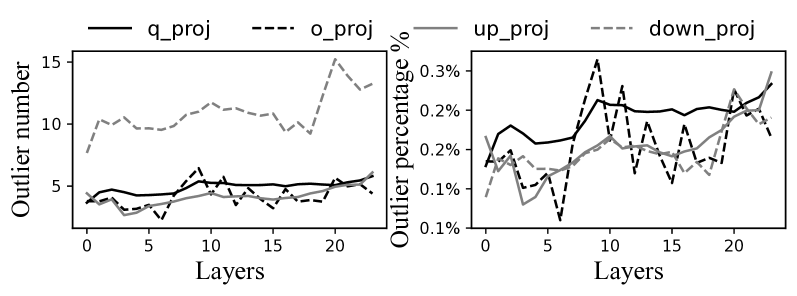 q_proj o_proj up_proj down_proj
Outlier number
15
10
5
0 5 10 15 20
Layers
Outlier percentage %
0.3%
0.2%
0.2%
0.1%
0.1%
0 5 10 15 20
Layers